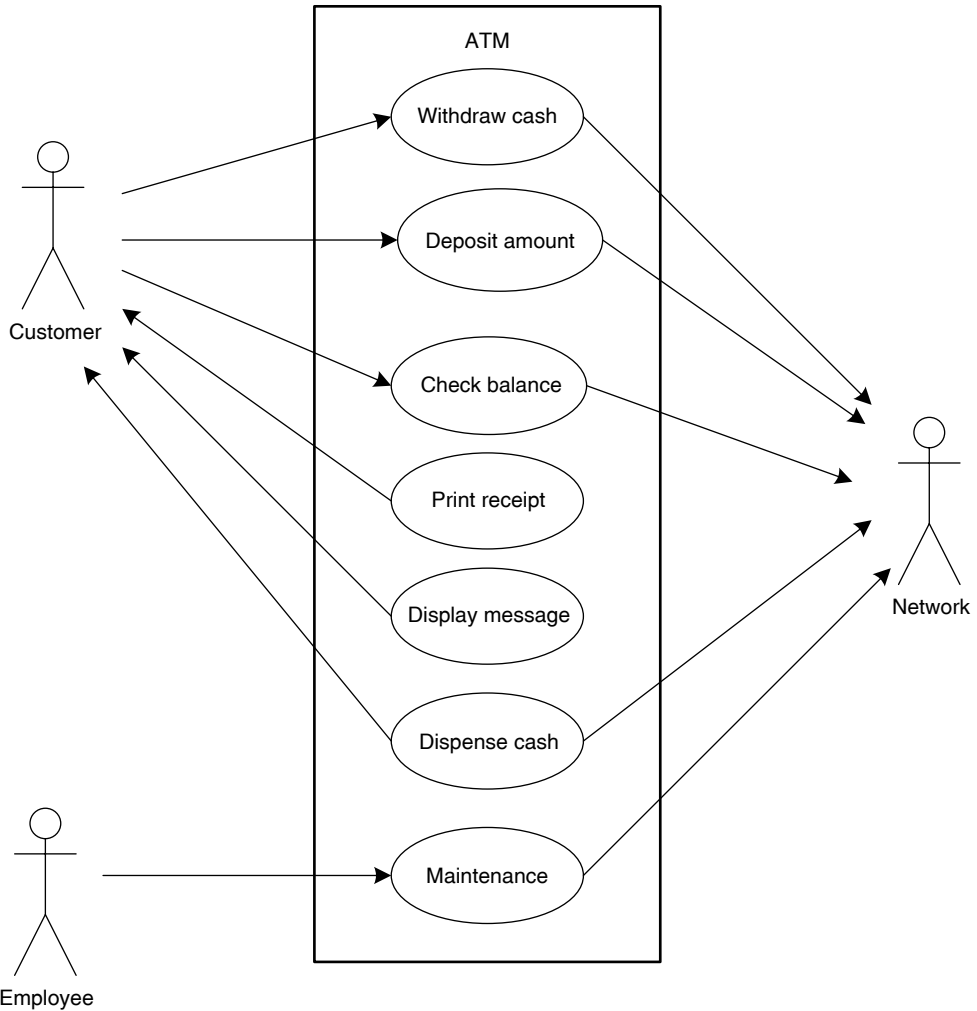 ATM
Withdraw cash
Deposit amount
Customer
Check balance
Print receipt
Display message
Network
Dispense cash
Maintenance
Employee